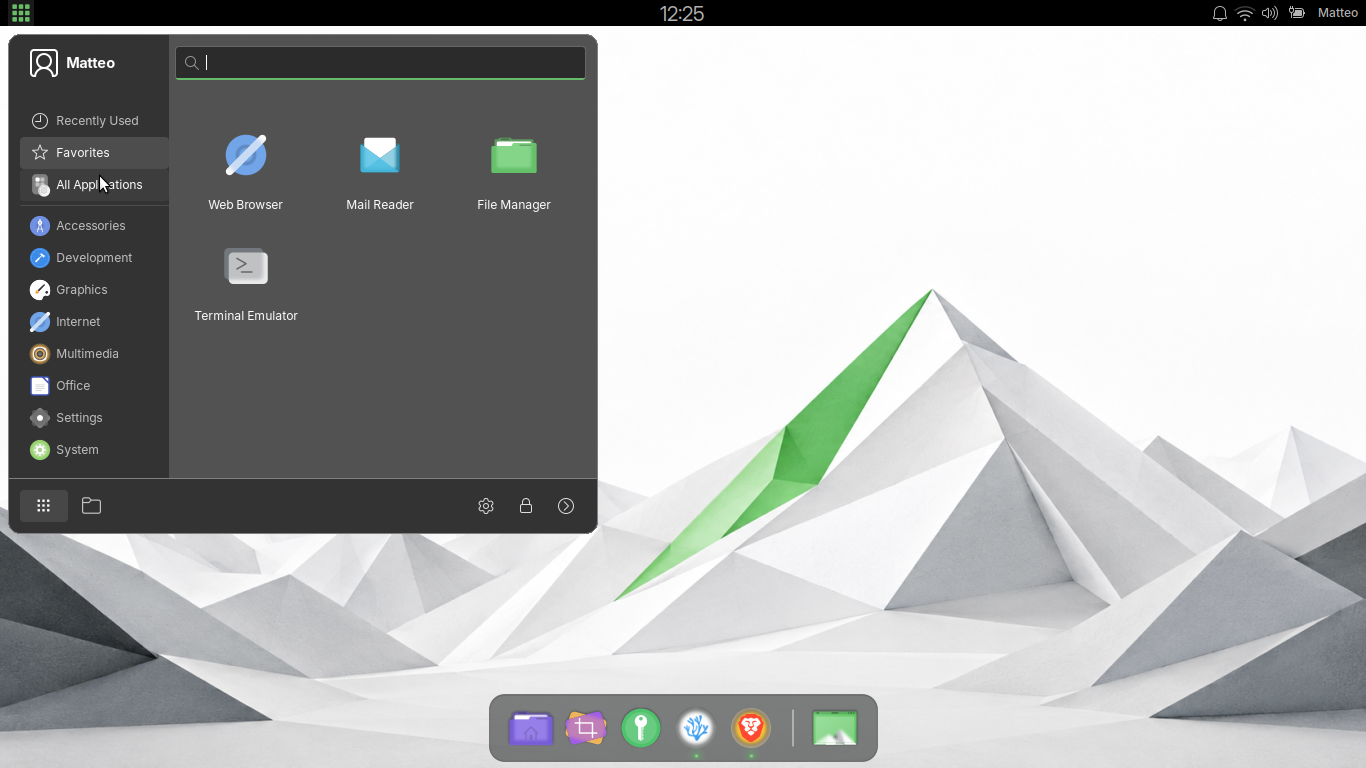 12:25
Matteo
Matteo
Recently Used
Favorites
All Applications
Accessories
Development
Graphics
Internet
Multimedia
Office
Settings
System
Web Browser
Mail Reader
File Manager
Terminal Emulator